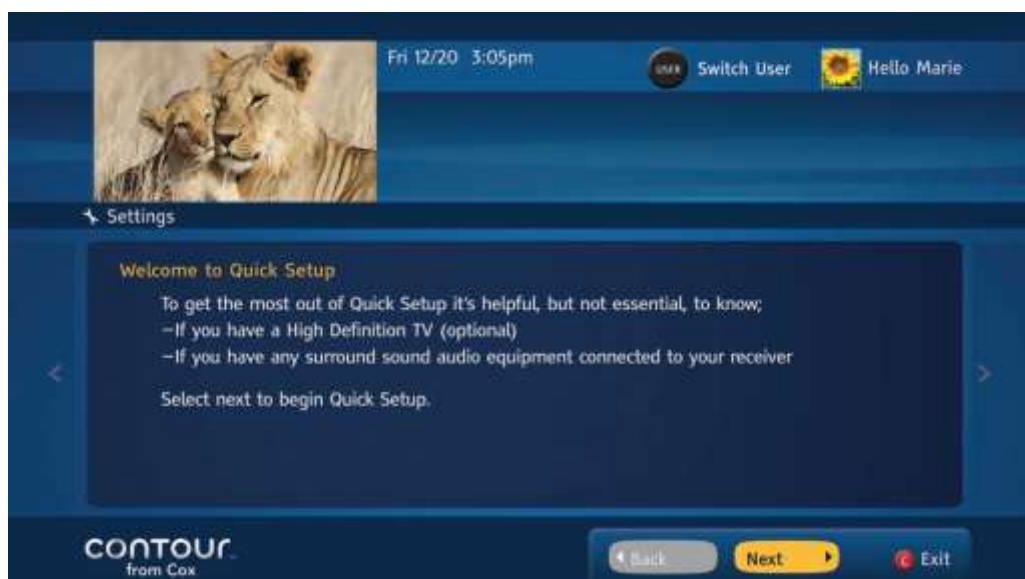 Fri 12/20 3:05pm
USER Switch User
Hello Marie
Settings
Welcome to Quick Setup
To get the most out of Quick Setup it's helpful, but not essential, to know;
–If you have a High Definition TV (optional)
–If you have any surround sound audio equipment connected to your receiver
Select next to begin Quick Setup.
contour
from Cox
Back
Next
C Exit